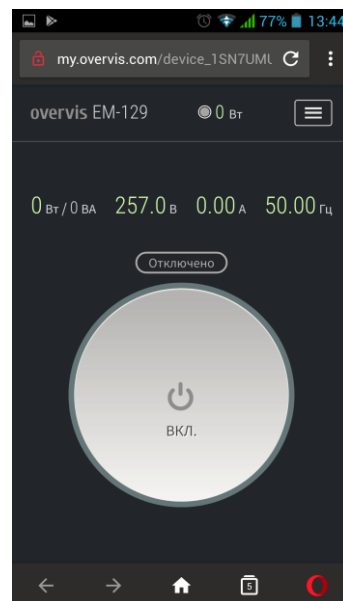 77% 13:44
my.overvis.com/device_1SN7UMU
overvis EM-129 0 Вт
0 Вт / 0 ВА 257.0 В 0.00 А 50.00 Гц
Отключено
ВКЛ.
5